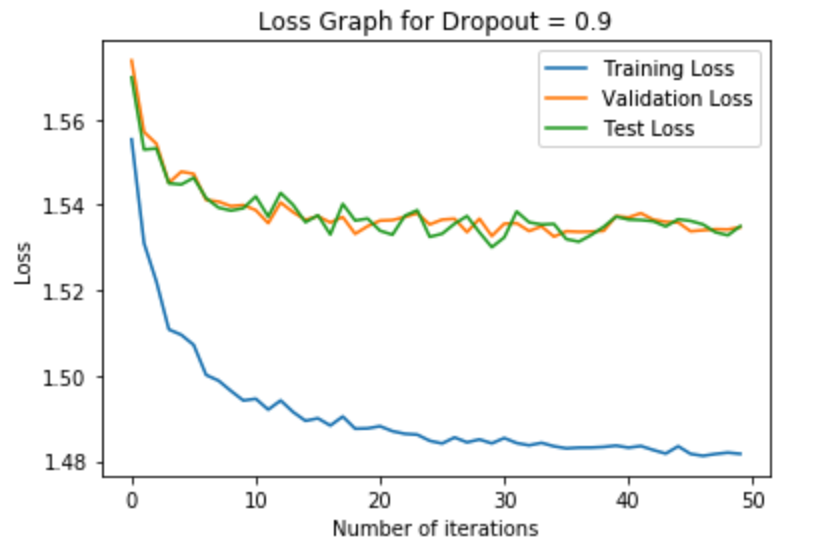 Loss Graph for Dropout = 0.9
Training Loss
Validation Loss
Test Loss
1.56
1.54
1.52
1.50
1.48
Loss
0 10 20 30 40 50
Number of iterations